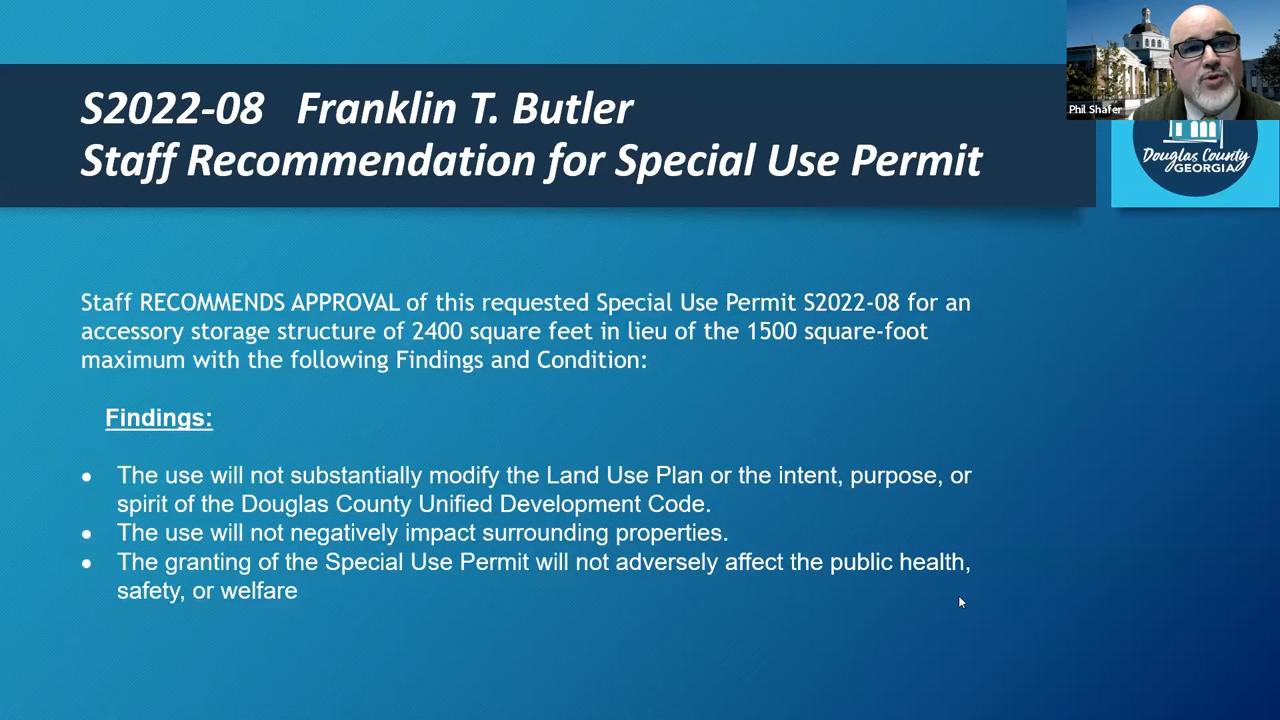 S2022-08 Franklin T. Butler
Staff Recommendation for Special Use Permit
Phil Shafer
Douglas County
GEORGIA
Staff RECOMMENDS APPROVAL of this requested Special Use Permit S2022-08 for an
accessory storage structure of 2400 square feet in lieu of the 1500 square-foot
maximum with the following Findings and Condition:
Findings:
• The use will not substantially modify the Land Use Plan or the intent, purpose, or
spirit of the Douglas County Unified Development Code.
• The use will not negatively impact surrounding properties.
• The granting of the Special Use Permit will not adversely affect the public health,
safety, or welfare